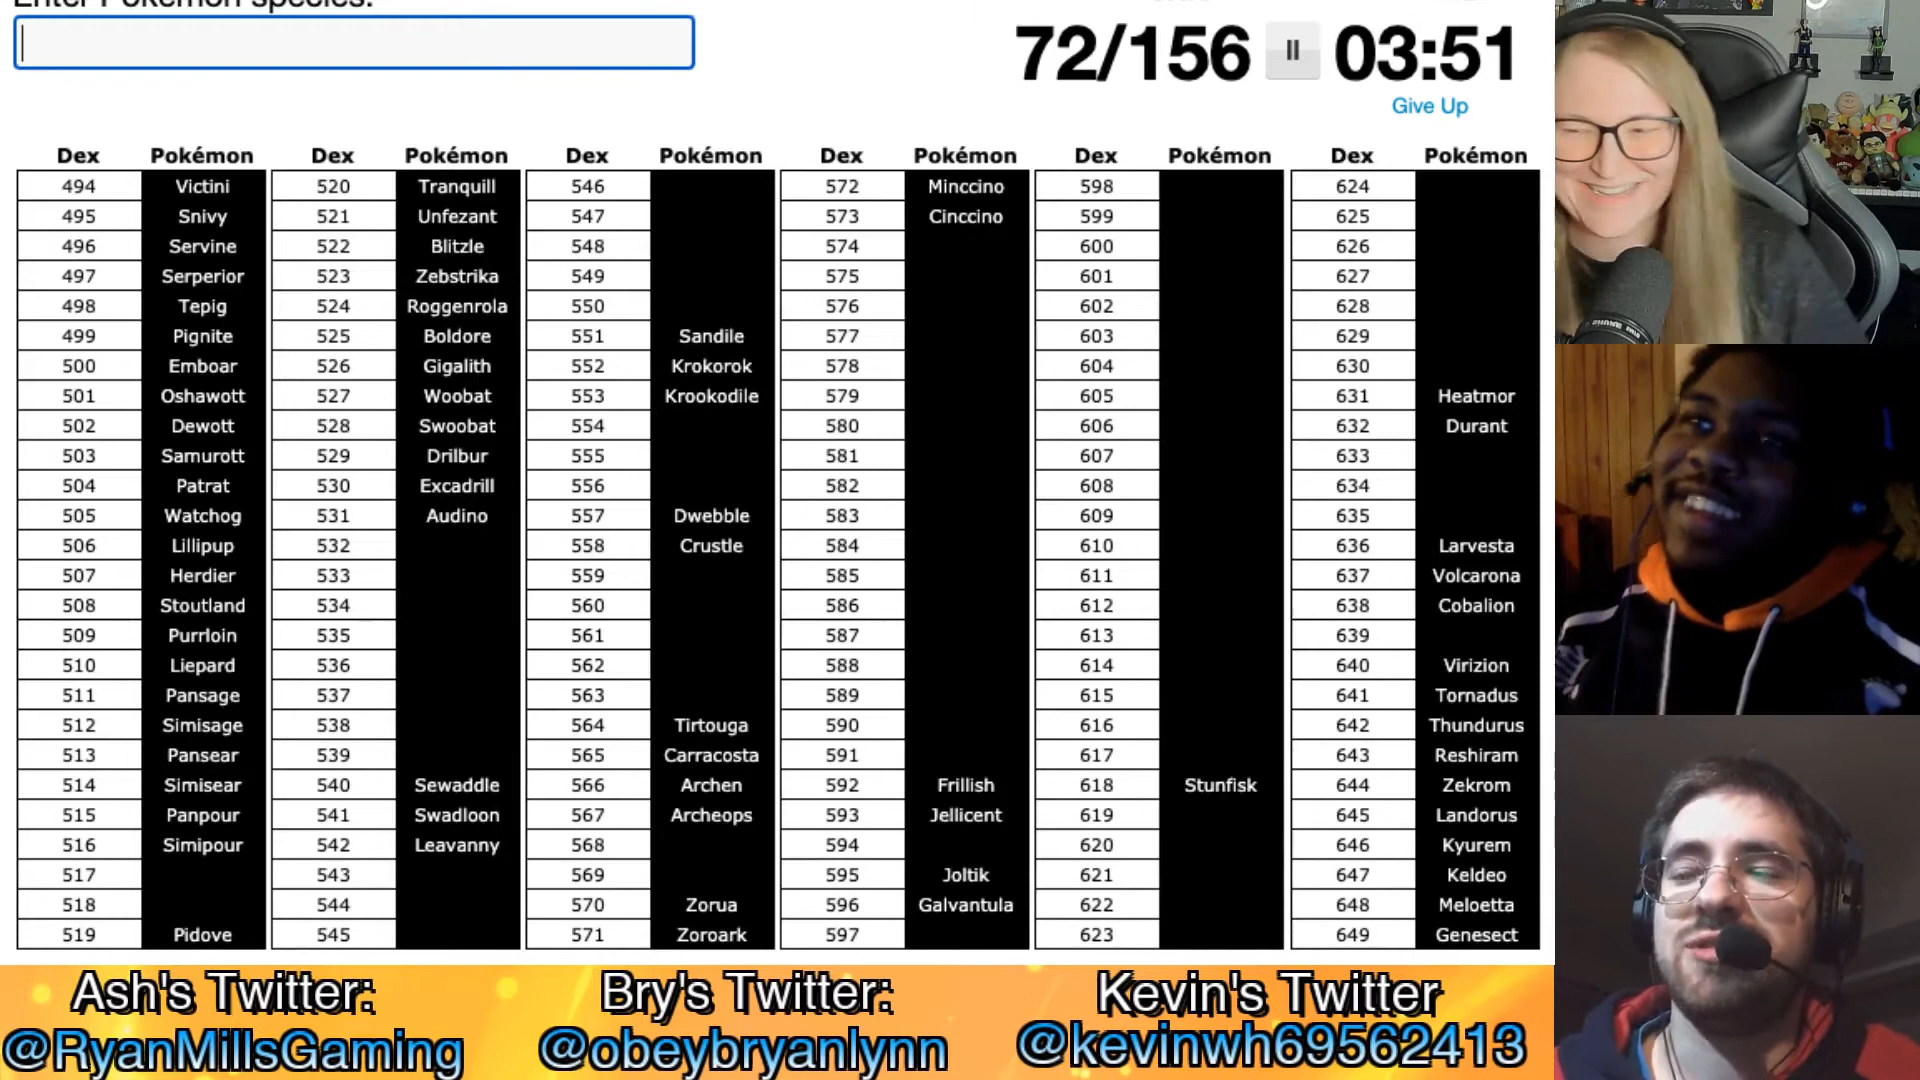 Enter Pokémon species:
72/156 03:51
Give Up
Dex Pokémon Dex Pokémon Dex Pokémon Dex Pokémon Dex Pokémon Dex Pokémon
494 Victini 520 Tranquill 546 572 Minccino 598 624
495 Snivy 521 Unfezant 547 573 Cinccino 599 625
496 Servine 522 Blitzle 548 574 600 626
497 Serperior 523 Zebstrika 549 575 601 627
498 Tepig 524 Roggenrola 550 576 602 628
499 Pignite 525 Boldore 551 Sandile 577 603 629
500 Emboar 526 Gigalith 552 Krokorok 578 604 630
501 Oshawott 527 Woobat 553 Krookodile 579 605 631 Heatmor
502 Dewott 528 Swoobat 554 580 606 632 Durant
503 Samurott 529 Drilbur 555 581 607 633
504 Patrat 530 Excadrill 556 582 608 634
505 Watchog 531 Audino 557 Dwebble 583 609 635
506 Lillipup 532 558 Crustle 584 610 636 Larvesta
507 Herdier 533 559 585 611 637 Volcarona
508 Stoutland 534 560 586 612 638 Cobalion
509 Purrloin 535 561 587 613 639
510 Liepard 536 562 588 614 640 Virizion
511 Pansage 537 563 589 615 641 Tornadus
512 Simisage 538 564 Tirtouga 590 616 642 Thundurus
513 Pansear 539 565 Carracosta 591 617 643 Reshiram
514 Simisear 540 Sewaddle 566 Archen 592 Frillish 618 Stunfisk 644 Zekrom
515 Panpour 541 Swadloon 567 Archeops 593 Jellicent 619 645 Landorus
516 Simipour 542 Leavanny 568 594 620 646 Kyurem
517 543 569 595 Joltik 621 647 Keldeo
518 544 570 Zorua 596 Galvantula 622 648 Meloetta
519 Pidove 545 571 Zoroark 597 623 649 Genesect
Ash's Twitter: Bry's Twitter: Kevin's Twitter
@RyanMillsGaming @obeybryanlynn @kevinwh69562413